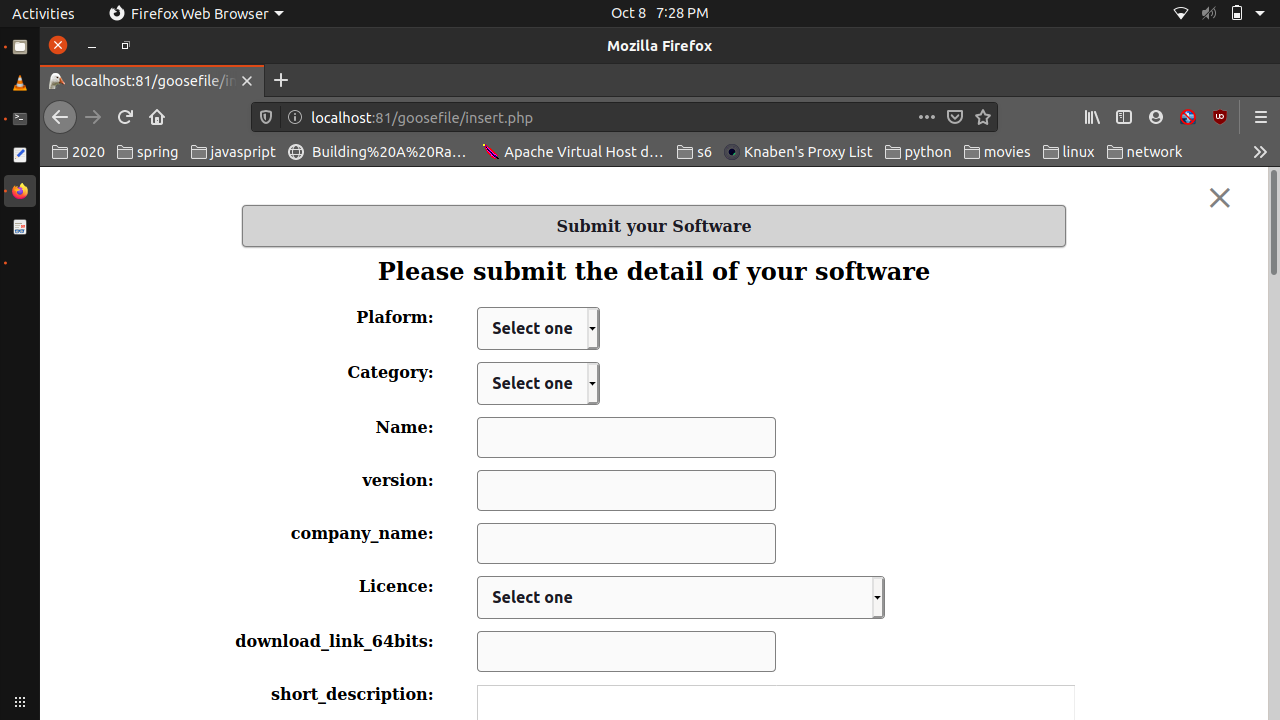 Activities Firefox Web Browser Oct 8 7:28 PM
Mozilla Firefox
localhost:81/goosefile/in
localhost:81/goosefile/insert.php
2020 spring javascript Building%20A%20Ra... Apache Virtual Host d... s6 Knaben's Proxy List python movies linux network
Submit your Software
Please submit the detail of your software
Plaform: Select one
Category: Select one
Name:
version:
company_name:
Licence: Select one
download_link_64bits:
short_description: